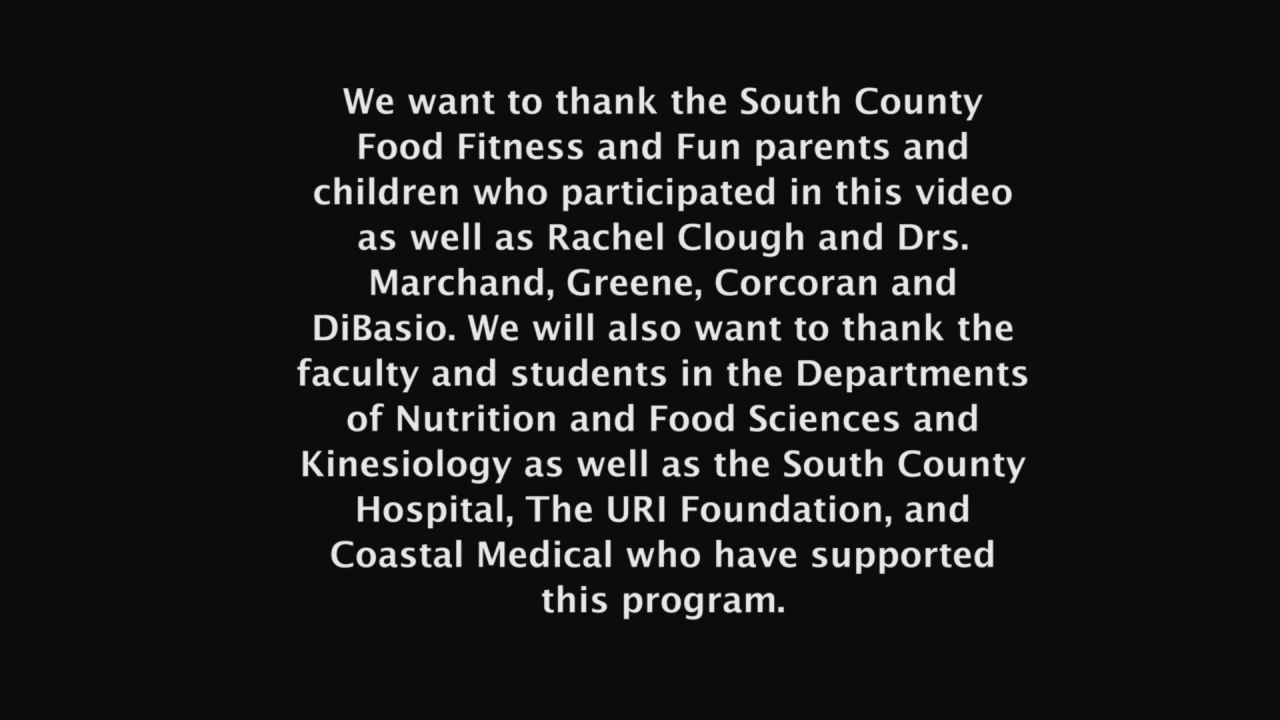 We want to thank the South County
Food Fitness and Fun parents and
children who participated in this video
as well as Rachel Clough and Drs.
Marchand, Greene, Corcoran and
DiBasio. We will also want to thank the
faculty and students in the Departments
of Nutrition and Food Sciences and
Kinesiology as well as the South County
Hospital, The URI Foundation, and
Coastal Medical who have supported
this program.